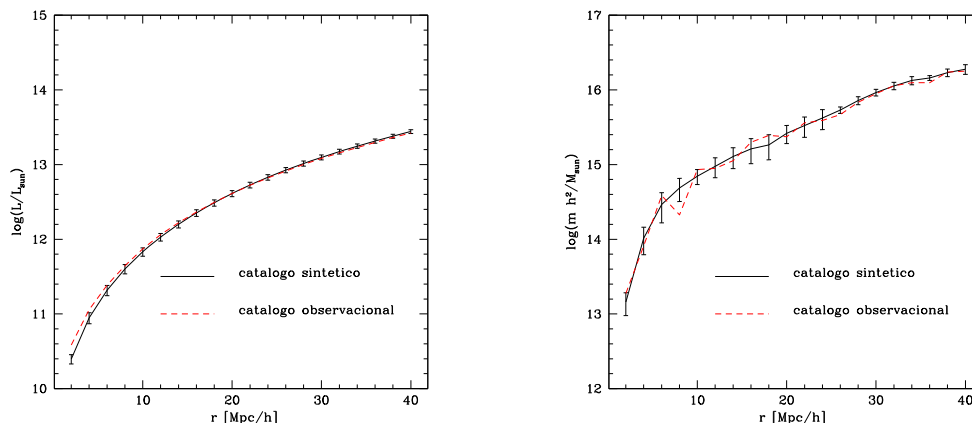 15
14
13
12
11
10
log(L/L_sun)
10
20
30
40
r [Mpc/h]
catalogo sintetico
catalogo observacional
17
16
15
14
13
12
log(m h²/M_sun)
10
20
30
40
r [Mpc/h]
catalogo sintetico
catalogo observacional